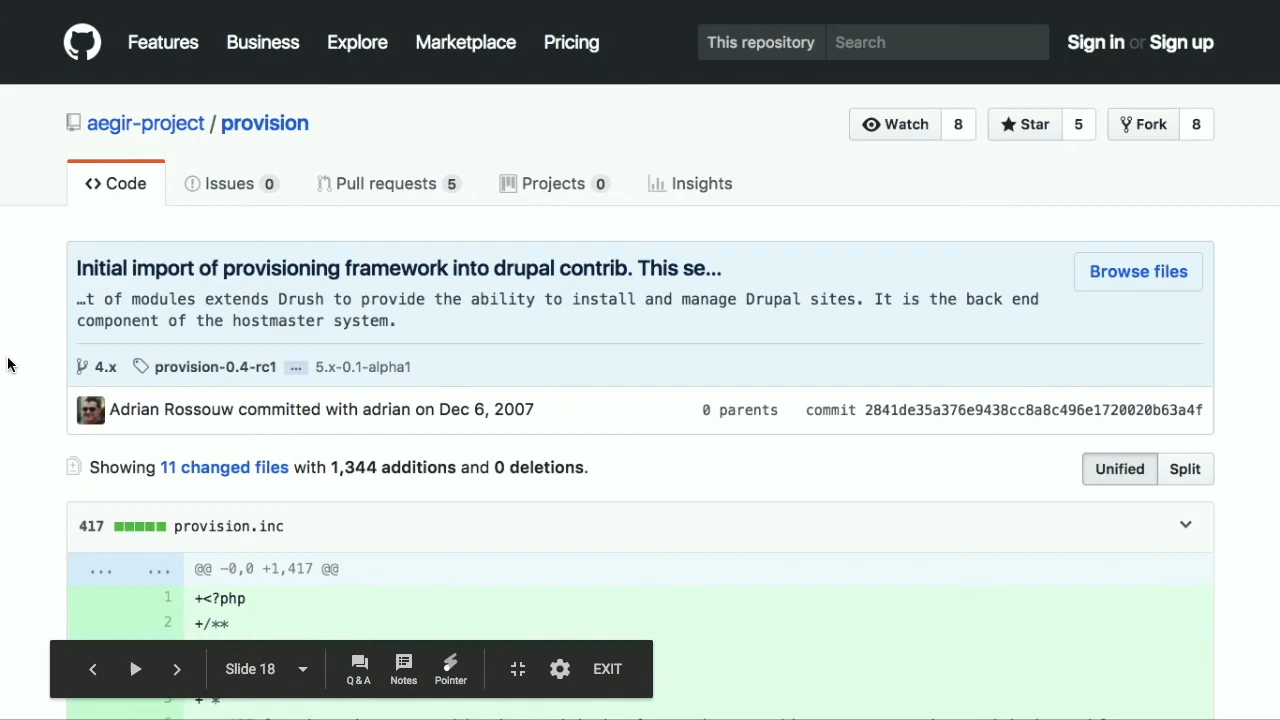 Features Business Explore Marketplace Pricing This repository Search Sign in or Sign up
aegir-project / provision Watch 8 Star 5 Fork 8
<> Code Issues 0 Pull requests 5 Projects 0 Insights
Initial import of provisioning framework into drupal contrib. This se... Browse files
…t of modules extends Drush to provide the ability to install and manage Drupal sites. It is the back end
component of the hostmaster system.
4.x provision-0.4-rc1 ... 5.x-0.1-alpha1
Adrian Rossouw committed with adrian on Dec 6, 2007 0 parents commit 2841de35a376e9438cc8a8c496e1720020b63a4f
Showing 11 changed files with 1,344 additions and 0 deletions. Unified Split
417 provision.inc
... ... @@ -0,0 +1,417 @@
1 +<?php
2 +/**
Slide 18 Q & A Notes Pointer EXIT
5 + *